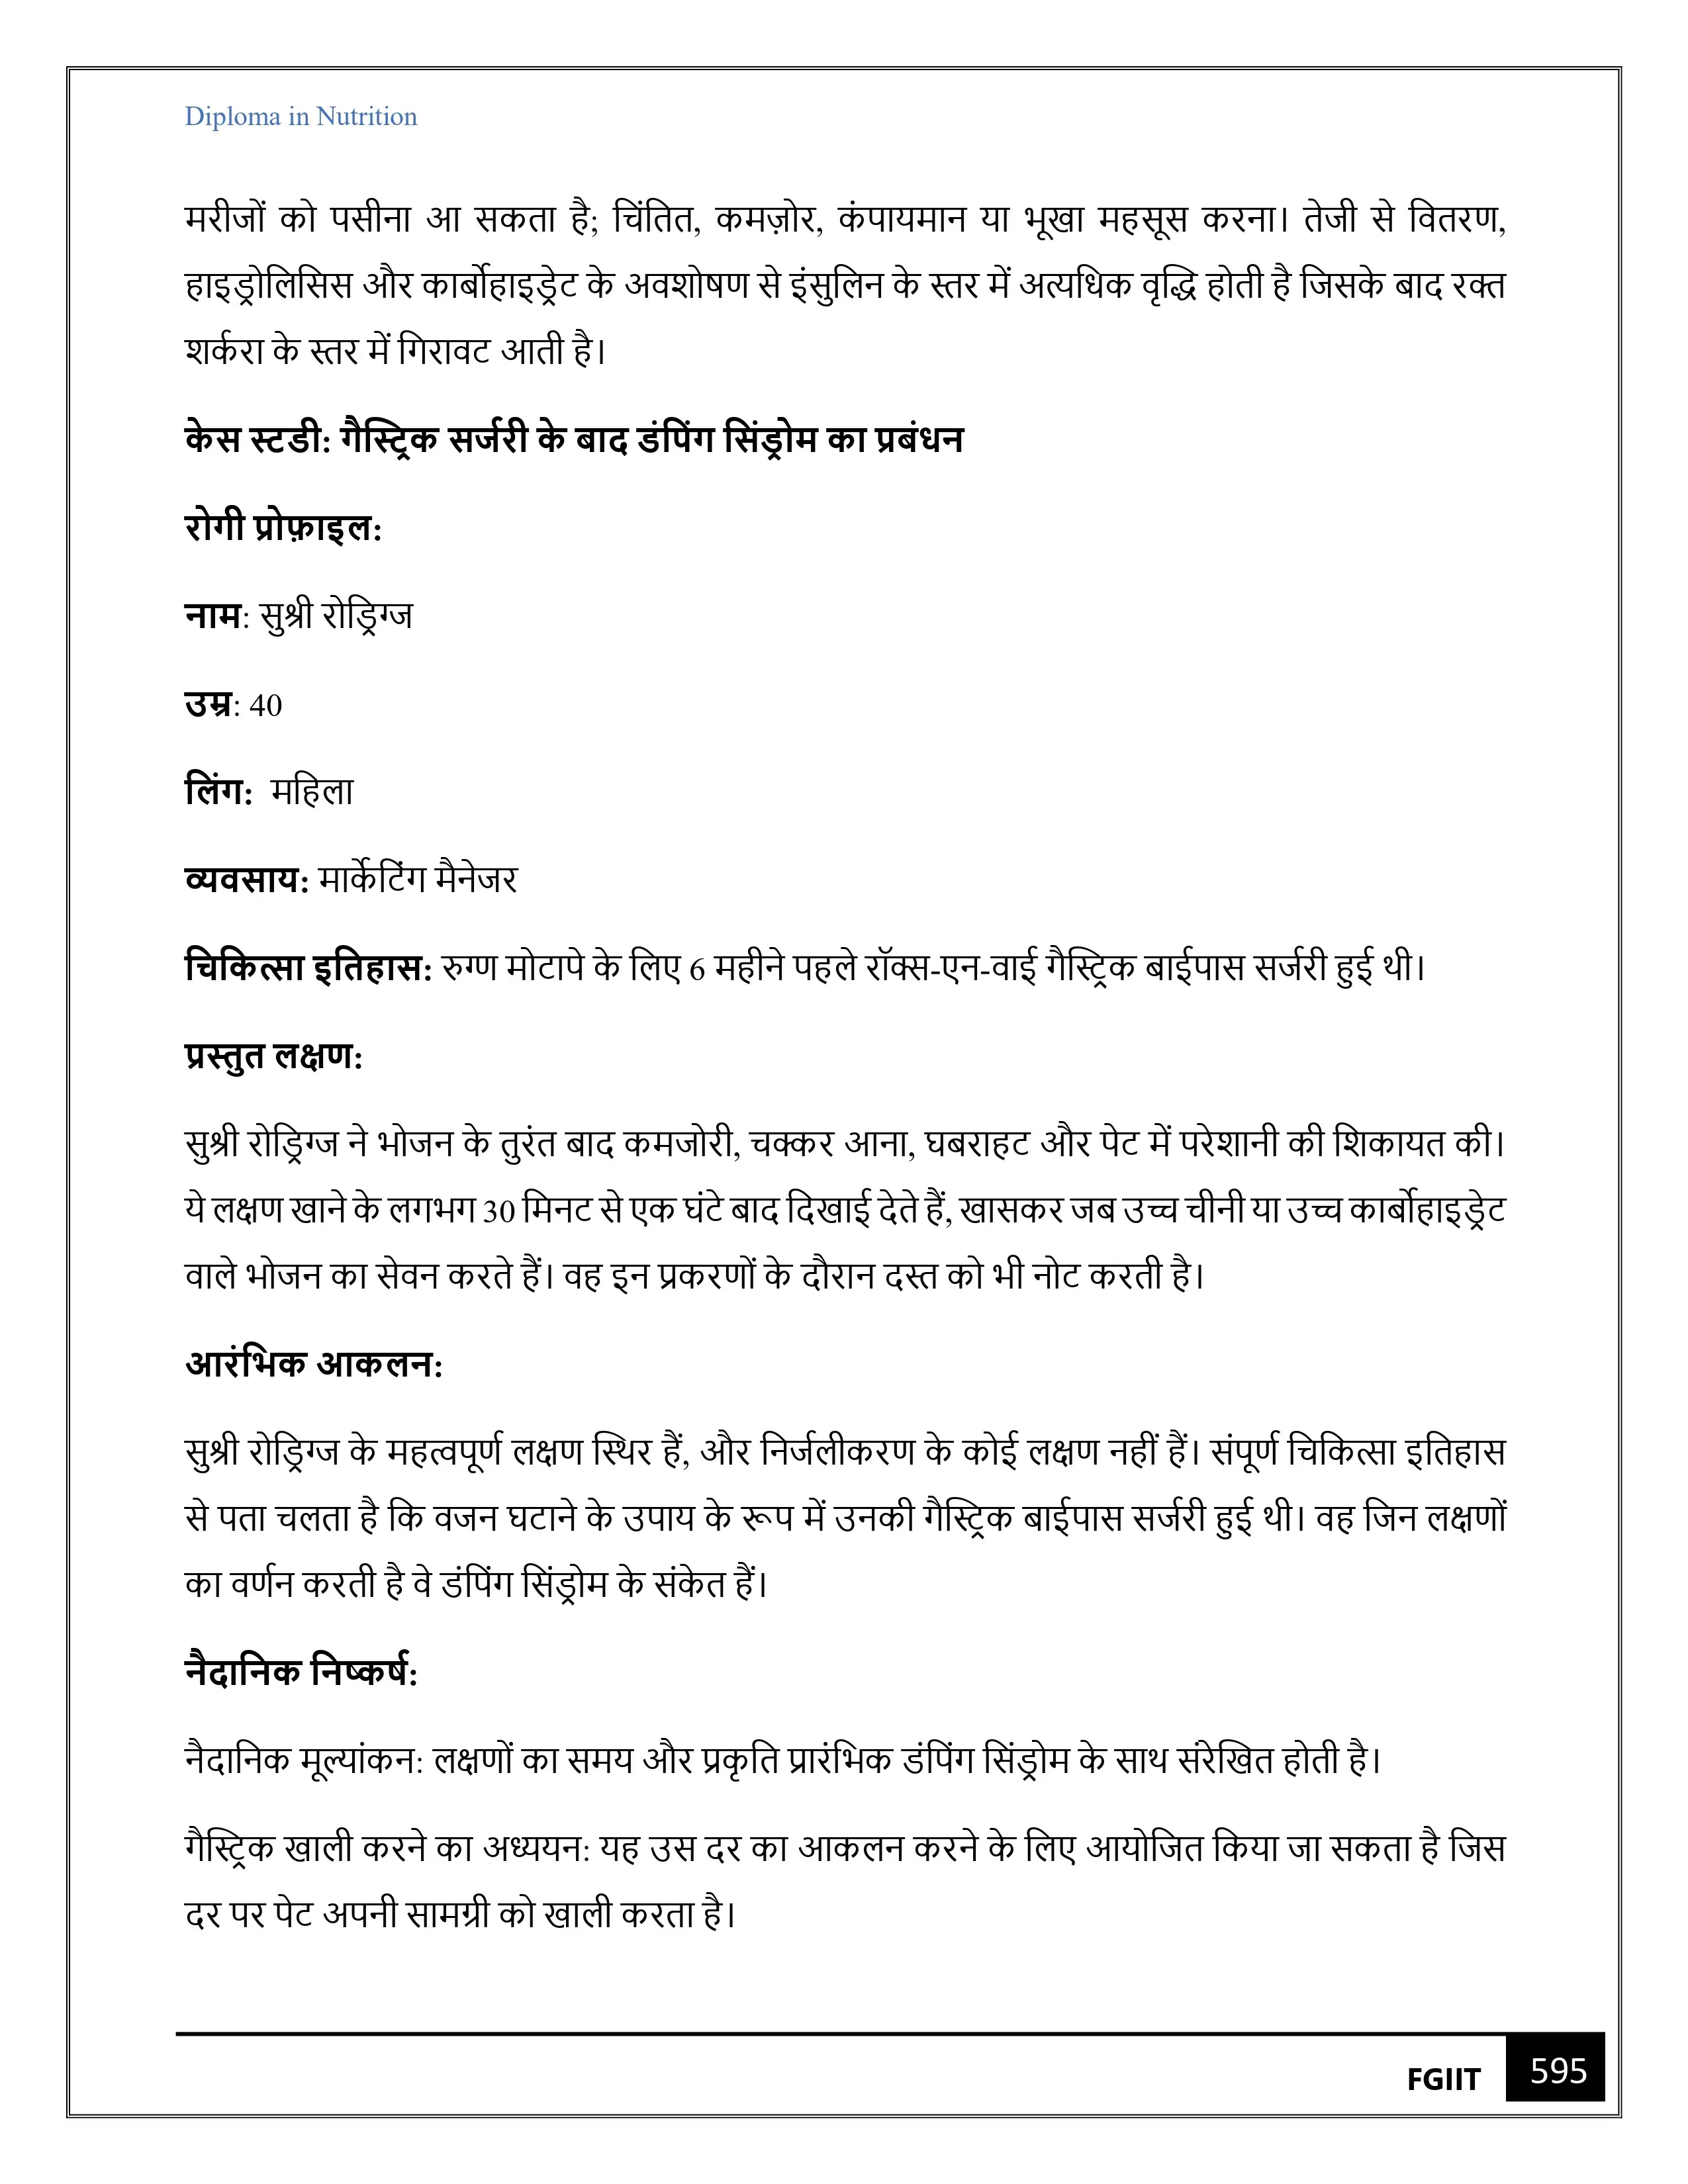 Diploma in Nutrition
मरीजों को पसीना आ सकता है; चिंतित, कमज़ोर, कंपायमान या भूखा महसूस करना। तेजी से वितरण,
हाइड्रोलिसिस और कार्बोहाइड्रेट के अवशोषण से इंसुलिन के स्तर में अत्यधिक वृद्धि होती है जिसके बाद रक्त
शर्करा के स्तर में गिरावट आती है।
केस स्टडी: गैस्ट्रिक सर्जरी के बाद डंपिंग सिंड्रोम का प्रबंधन
रोगी प्रोफ़ाइल:
नाम: सुश्री रोड्रिग्ज
उम्र: 40
लिंग: महिला
व्यवसाय: मार्केटिंग मैनेजर
चिकित्सा इतिहास: रुग्ण मोटापे के लिए 6 महीने पहले रॉक्स-एन-वाई गैस्ट्रिक बाईपास सर्जरी हुई थी।
प्रस्तुत लक्षण:
सुश्री रोड्रिग्ज ने भोजन के तुरंत बाद कमजोरी, चक्कर आना, घबराहट और पेट में परेशानी की शिकायत की।
ये लक्षण खाने के लगभग 30 मिनट से एक घंटे बाद दिखाई देते हैं, खासकर जब उच्च चीनी या उच्च कार्बोहाइड्रेट
वाले भोजन का सेवन करते हैं। वह इन प्रकरणों के दौरान दस्त को भी नोट करती है।
आरंभिक आकलन:
सुश्री रोड्रिग्ज के महत्वपूर्ण लक्षण स्थिर हैं, और निर्जलीकरण के कोई लक्षण नहीं हैं। संपूर्ण चिकित्सा इतिहास
से पता चलता है कि वजन घटाने के उपाय के रूप में उनकी गैस्ट्रिक बाईपास सर्जरी हुई थी। वह जिन लक्षणों
का वर्णन करती है वे डंपिंग सिंड्रोम के संकेत हैं।
नैदानिक निष्कर्ष:
नैदानिक मूल्यांकन: लक्षणों का समय और प्रकृति प्रारंभिक डंपिंग सिंड्रोम के साथ संरेखित होती है।
गैस्ट्रिक खाली करने का अध्ययन: यह उस दर का आकलन करने के लिए आयोजित किया जा सकता है जिस
दर पर पेट अपनी सामग्री को खाली करता है।
FGIIT 595